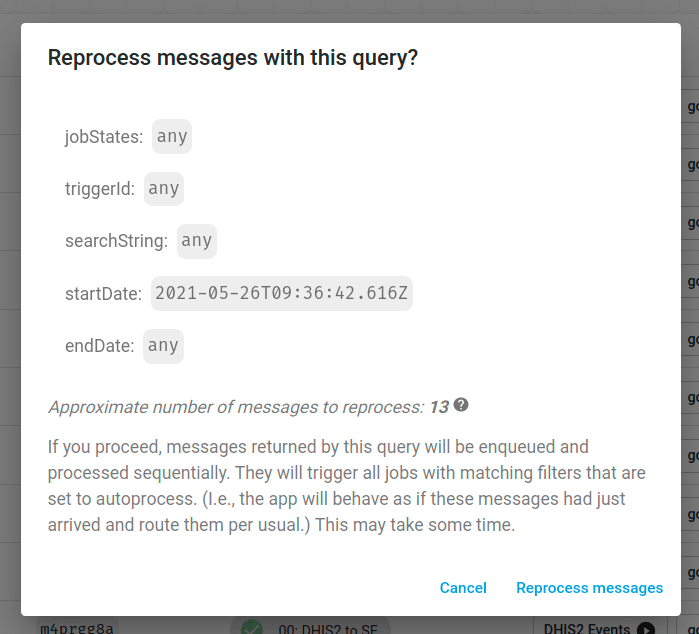 Reprocess messages with this query?
jobStates: any
triggerId: any
searchString: any
startDate: 2021-05-26T09:36:42.616Z
endDate: any
Approximate number of messages to reprocess: 13 ?
If you proceed, messages returned by this query will be enqueued and
processed sequentially. They will trigger all jobs with matching filters that are
set to autoprocess. (I.e., the app will behave as if these messages had just
arrived and route them per usual.) This may take some time.
Cancel Reprocess messages
m4prgg8a 00: DHIS2 to SF DHIS2 Events